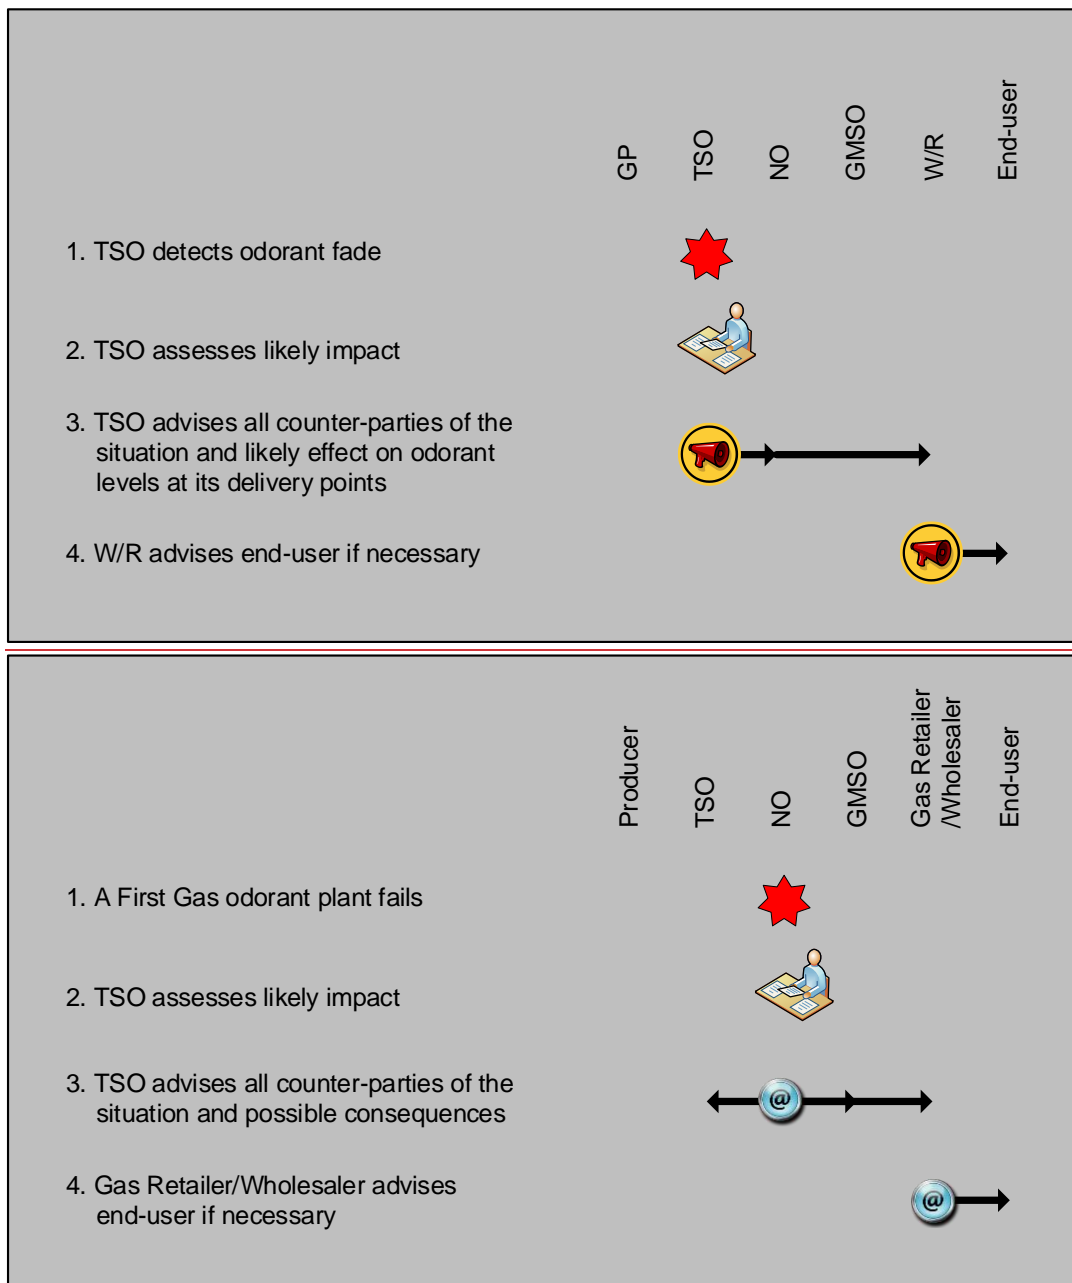 GP
TSO
NO
GMSO
W/R
End-user
1. TSO detects odorant fade
2. TSO assesses likely impact
3. TSO advises all counter-parties of the
situation and likely effect on odorant
levels at its delivery points
4. W/R advises end-user if necessary
Producer
TSO
NO
GMSO
Gas Retailer
/Wholesaler
End-user
1. A First Gas odorant plant fails
2. TSO assesses likely impact
3. TSO advises all counter-parties of the
situation and possible consequences
@
4. Gas Retailer/Wholesaler advises
end-user if necessary
@